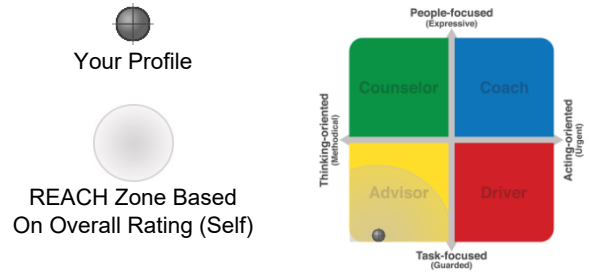 Your Profile
REACH Zone Based
On Overall Rating (Self)
People-focused
(Expressive)
Thinking-oriented
(Methodical)
Counselor
Coach
Advisor
Driver
Acting-oriented
(Urgent)
Task-focused
(Guarded)